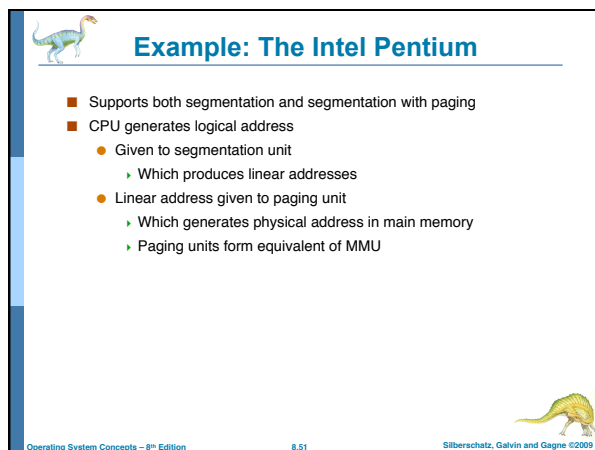 Example: The Intel Pentium
Supports both segmentation and segmentation with paging
CPU generates logical address
Given to segmentation unit
Which produces linear addresses
Linear address given to paging unit
Which generates physical address in main memory
Paging units form equivalent of MMU
Operating System Concepts – 8th Edition
8.51
Silberschatz, Galvin and Gagne ©2009